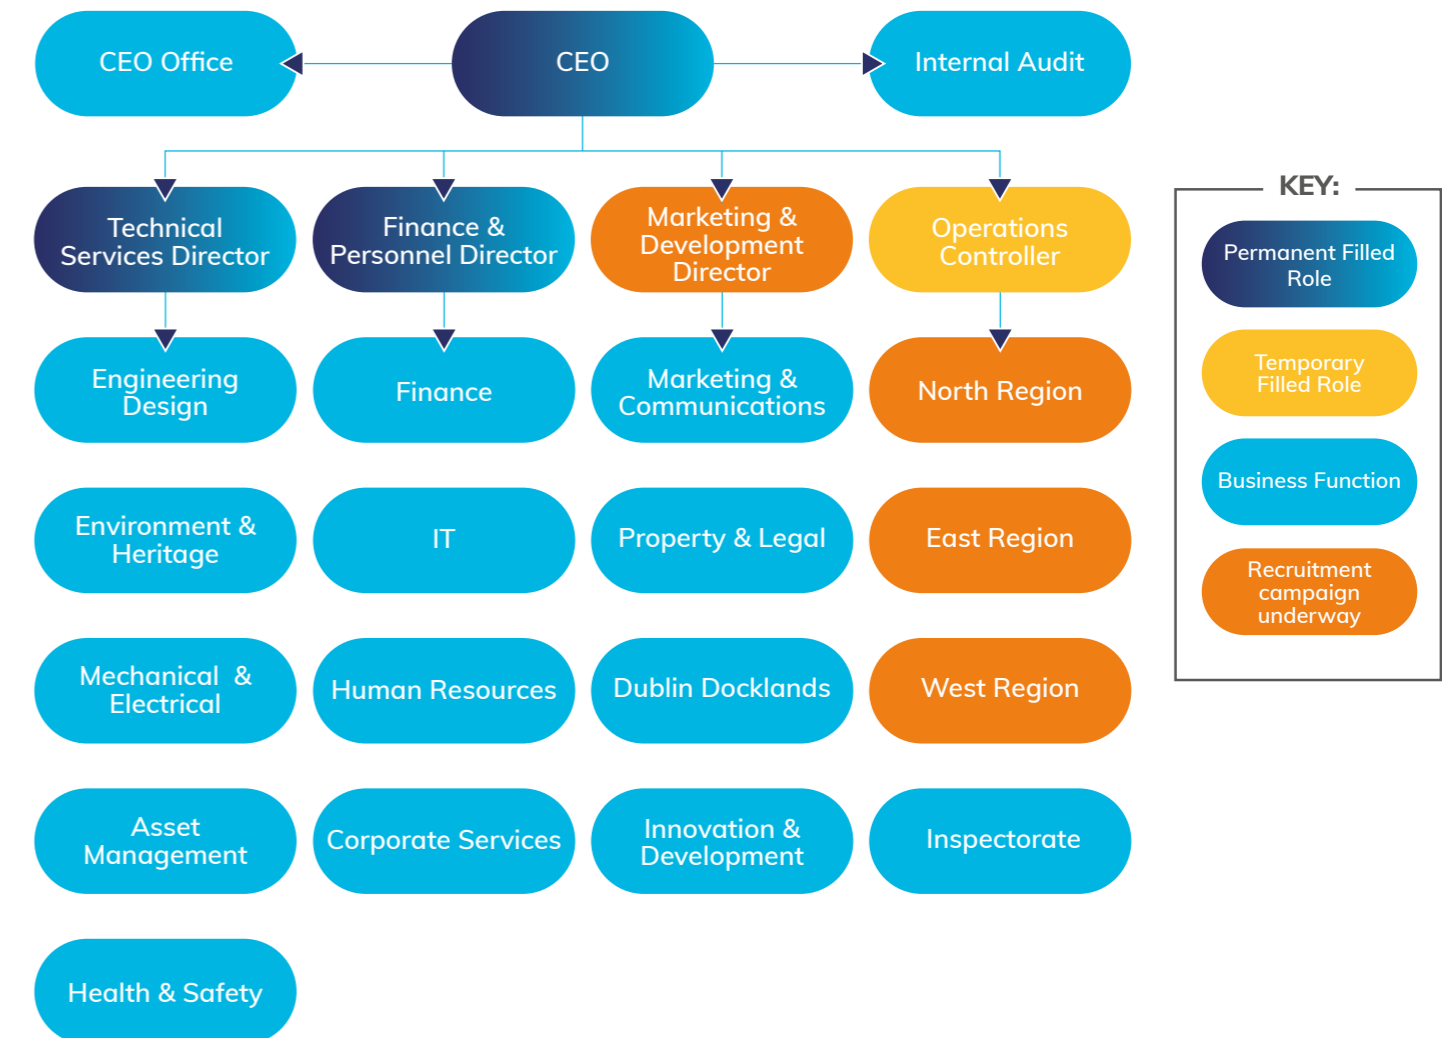 CEO Office
CEO
Internal Audit
Technical
Services Director
Finance &
Personnel Director
Marketing &
Development
Director
Operations
Controller
Engineering
Design
Finance
Marketing &
Communications
North Region
Environment &
Heritage
IT
Property & Legal
East Region
Mechanical &
Electrical
Human Resources
Dublin Docklands
West Region
Asset
Management
Corporate Services
Innovation &
Development
Inspectorate
Health & Safety
KEY:
Permanent Filled
Role
Temporary
Filled Role
Business Function
Recruitment
campaign
underway